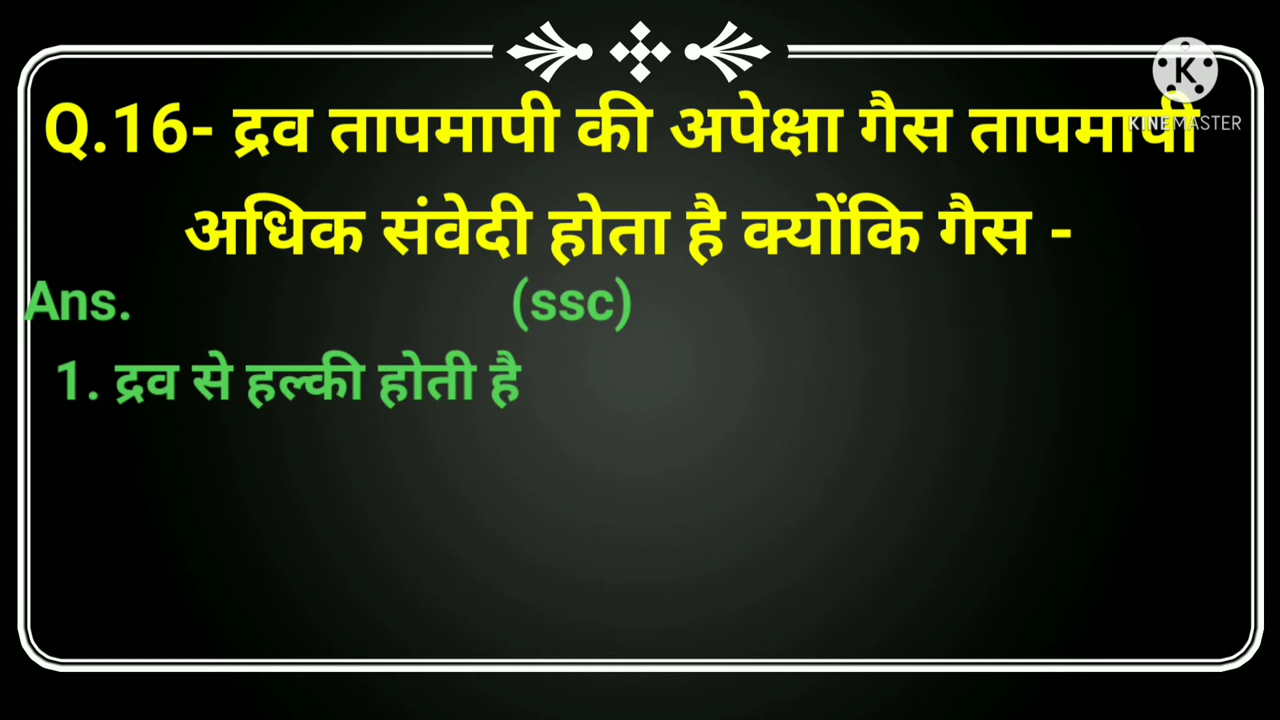 Q.16- द्रव तापमापी की अपेक्षा गैस तापमापी
अधिक संवेदी होता है क्योंकि गैस -
Ans. (ssc)
1. द्रव से हल्की होती है
K
KINEMASTER